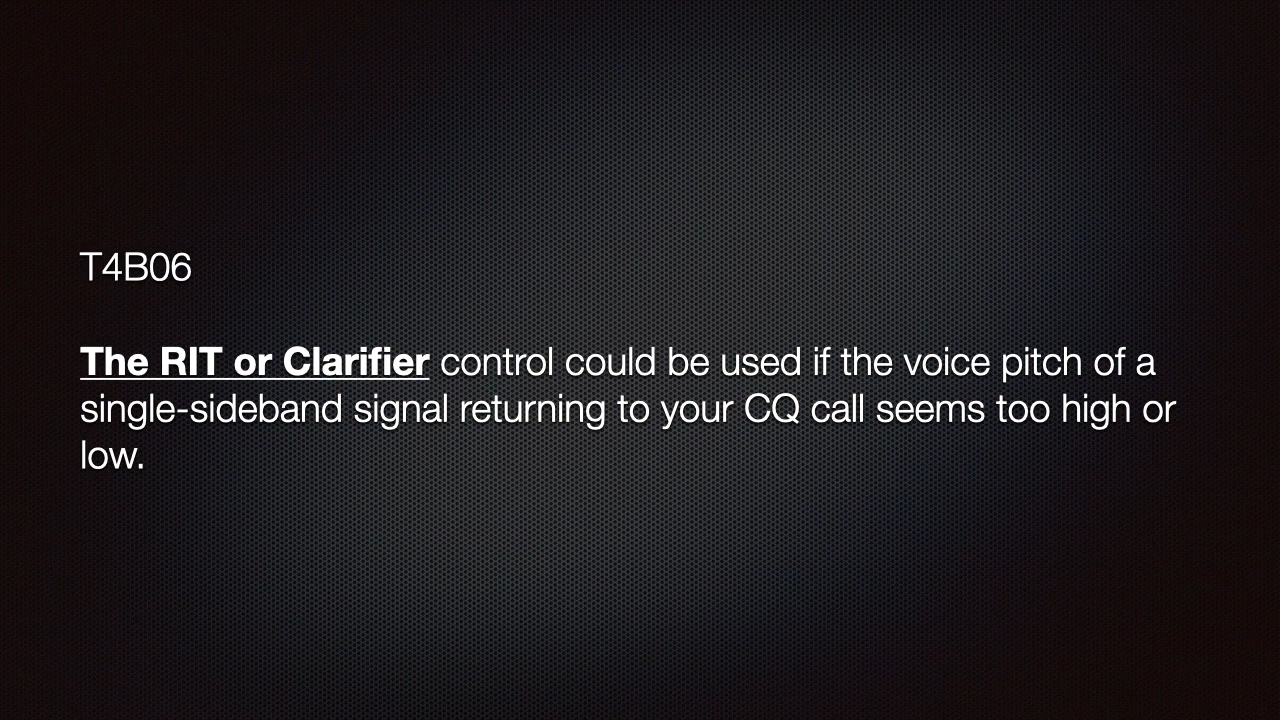 T4B06
The RIT or Clarifier control could be used if the voice pitch of a
single-sideband signal returning to your CQ call seems too high or
low.